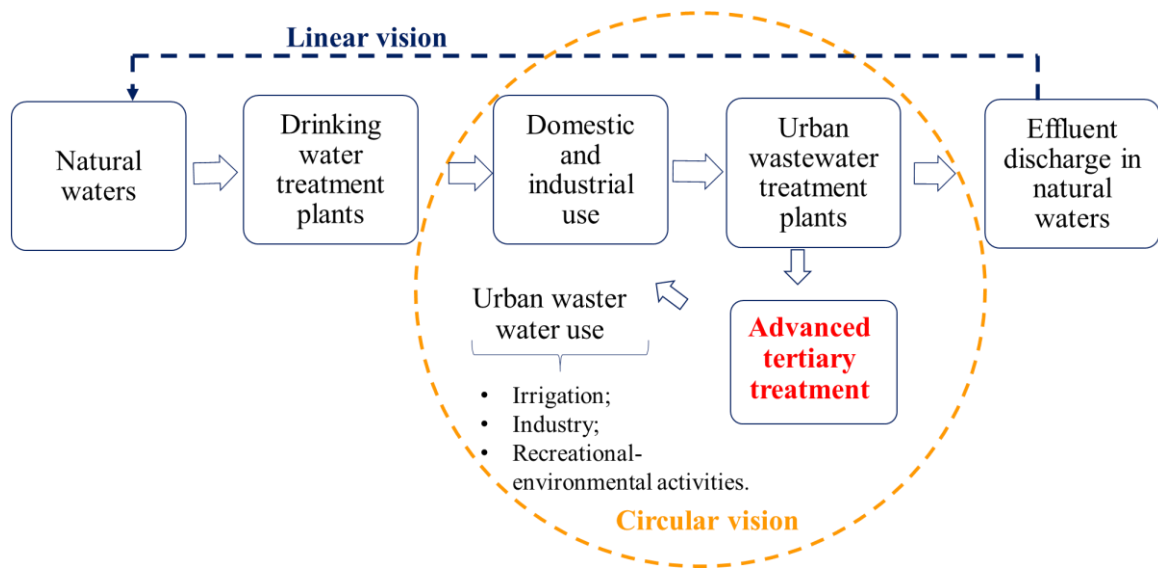 Linear vision
Natural
waters
Drinking
water
treatment
plants
Domestic
and
industrial
use
Urban
wastewater
treatment
plants
Effluent
discharge in
natural
waters
Urban waster
water use
• Irrigation;
• Industry;
• Recreational-
environmental activities.
Advanced
tertiary
treatment
Circular vision